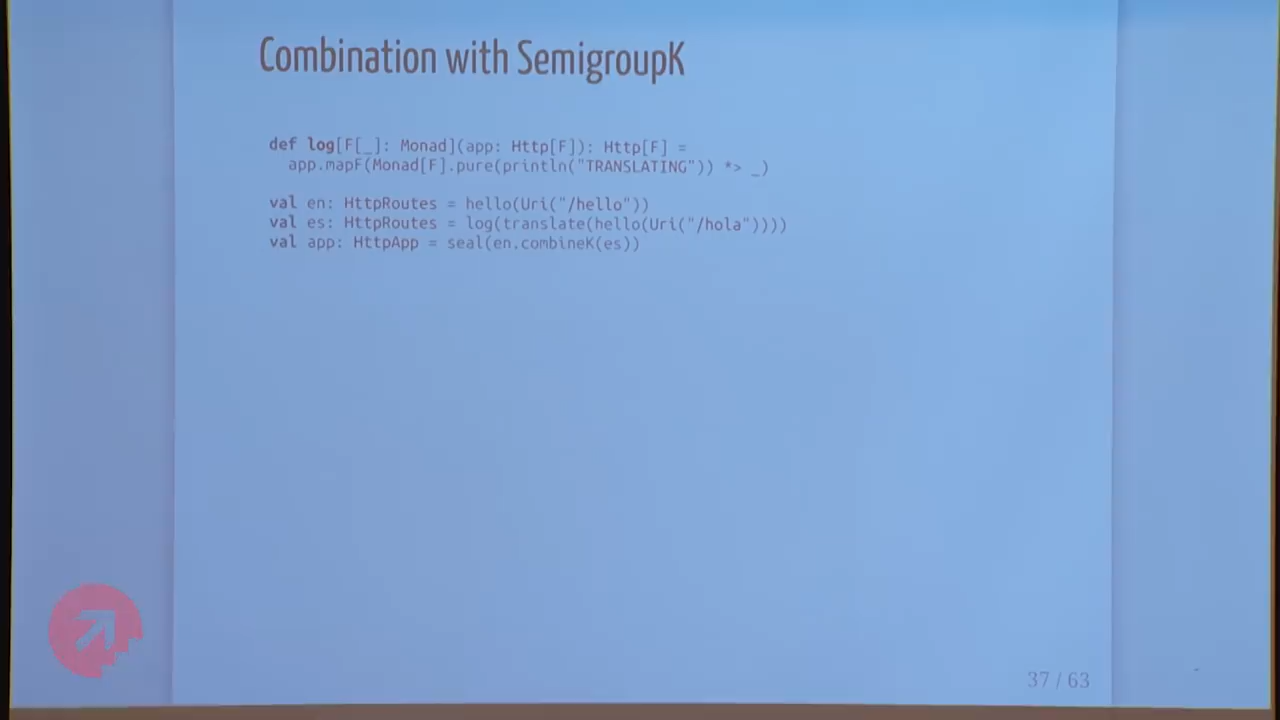 Combination with SemigroupK
def log[F[_]: Monad](app: Http[F]): Http[F] =
  app.mapF(Monad[F].pure(println("TRANSLATING")) *> _)
val en: HttpRoutes = hello(Uri("/hello"))
val es: HttpRoutes = log(translate(hello(Uri("/hola"))))
val app: HttpApp = seal(en.combineK(es))
37 / 63